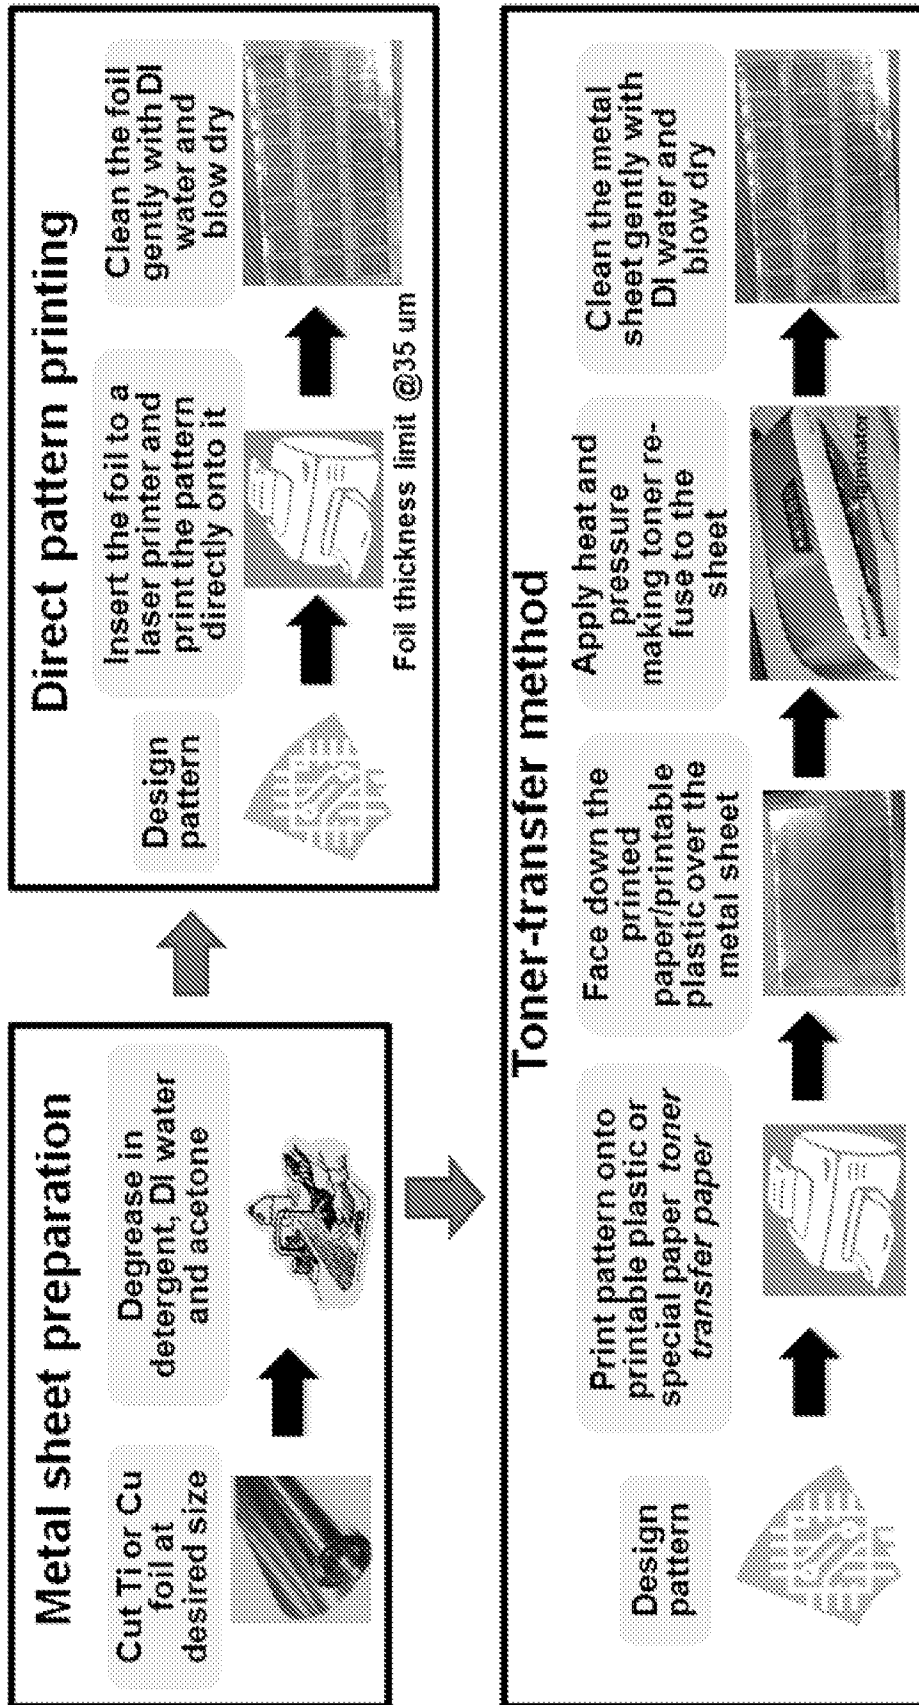 Metal sheet preparation
Cut Ti or Cu
foil at
desired size
Degrease in
detergent, DI water
and acetone
Direct pattern printing
Design
pattern
Insert the foil to a
laser printer and
print the pattern
directly onto it
Foil thickness limit @35 um
Clean the foil
gently with DI
water and
blow dry
Toner-transfer method
Design
pattern
Print pattern onto
printable plastic or
special paper toner
transfer paper
Face down the
printed
paper/printable
plastic over the
metal sheet
Apply heat and
pressure
making toner re-
fuse to the
sheet
Clean the metal
sheet gently with
DI water and
blow dry